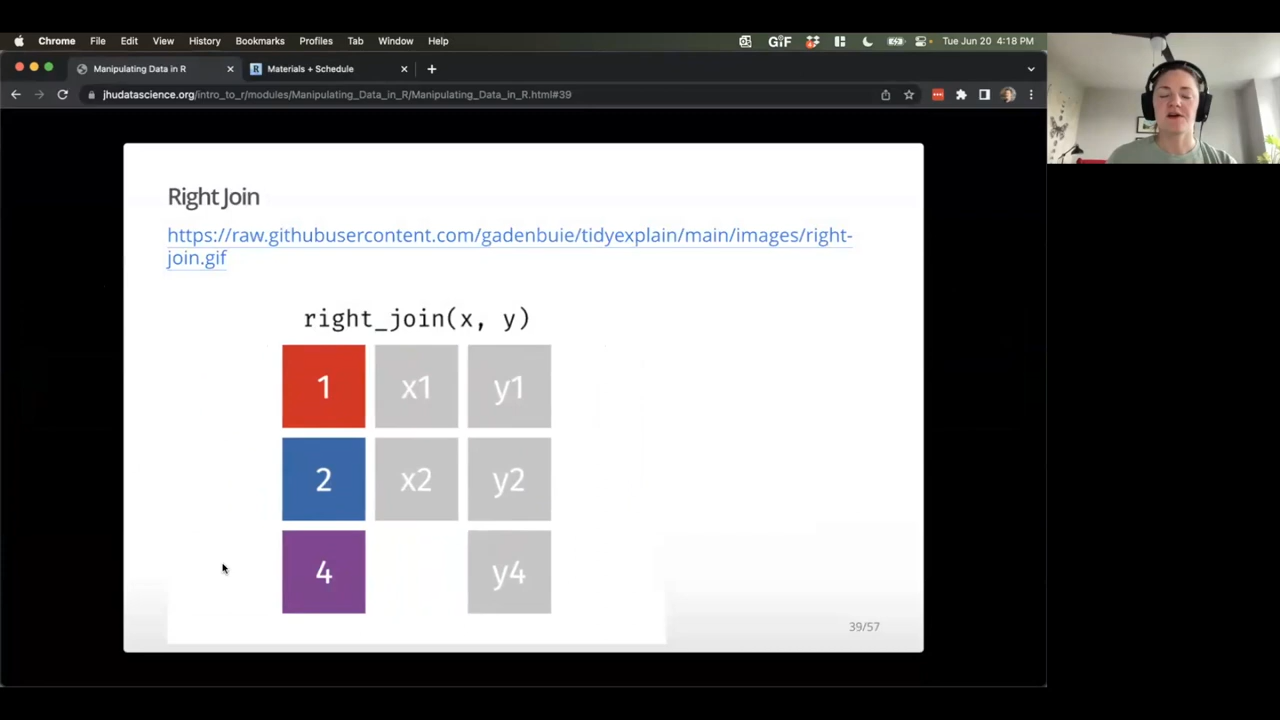 Chrome File Edit View History Bookmarks Profiles Tab Window Help GIF Tue Jun 20 4:18 PM
Manipulating Data in R R Materials + Schedule
jhudatascience.org/intro_to_r/modules/Manipulating_Data_in_R/Manipulating_Data_in_R.html#39
Right Join
https://raw.githubusercontent.com/gadenbuie/tidyexplain/main/images/right-
join.gif
right_join(x, y)
1 x1 y1
2 x2 y2
4 y4
39/57